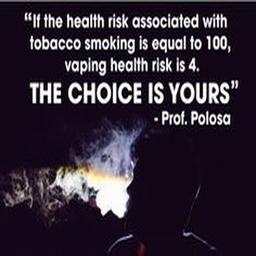 “If the health risk associated with
tobacco smoking is equal to 100,
vaping health risk is 4.
THE CHOICE IS YOURS”
- Prof. Polosa